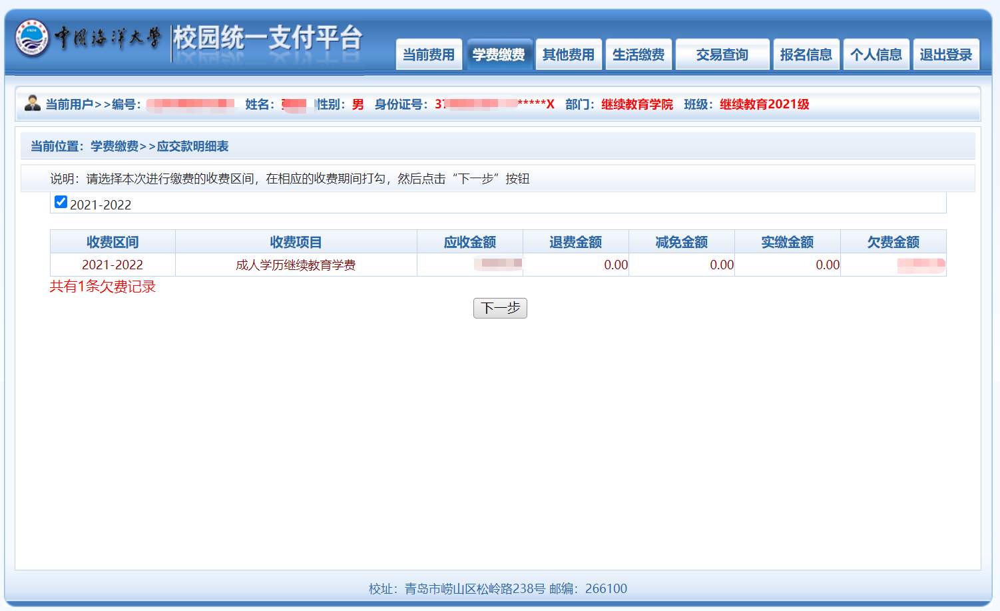 中国海洋大学 校园统一支付平台
当前费用 学费缴费 其他费用 生活缴费 交易查询 报名信息 个人信息 退出登录
当前用户>>编号： 姓名： 性别：男 身份证号：37*****X 部门：继续教育学院 班级：继续教育2021级
当前位置：学费缴费>>应交款明细表
说明：请选择本次进行缴费的收费区间，在相应的收费期间打勾，然后点击“下一步”按钮
2021-2022
收费区间 收费项目 应收金额 退费金额 减免金额 实缴金额 欠费金额
2021-2022 成人学历继续教育学费 0.00 0.00 0.00
共有1条欠费记录
下一步
校址：青岛市崂山区松岭路238号 邮编：266100